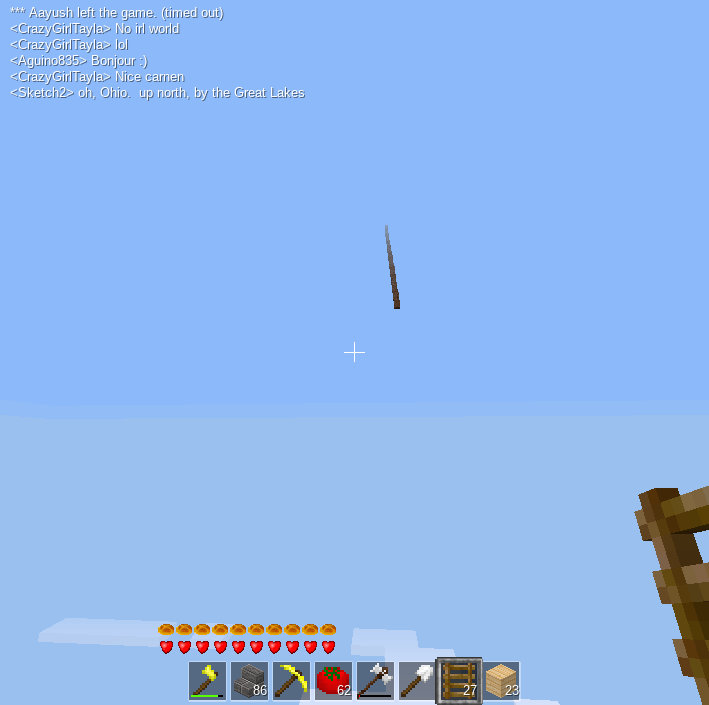 *** Aayush left the game. (timed out)
<CrazyGirlTayla> No irl world
<CrazyGirlTayla> lol
<Aguino835> Bonjour :)
<CrazyGirlTayla> Nice camen
<Sketch2> oh, Ohio.  up north, by the Great Lakes
86 62 27 23